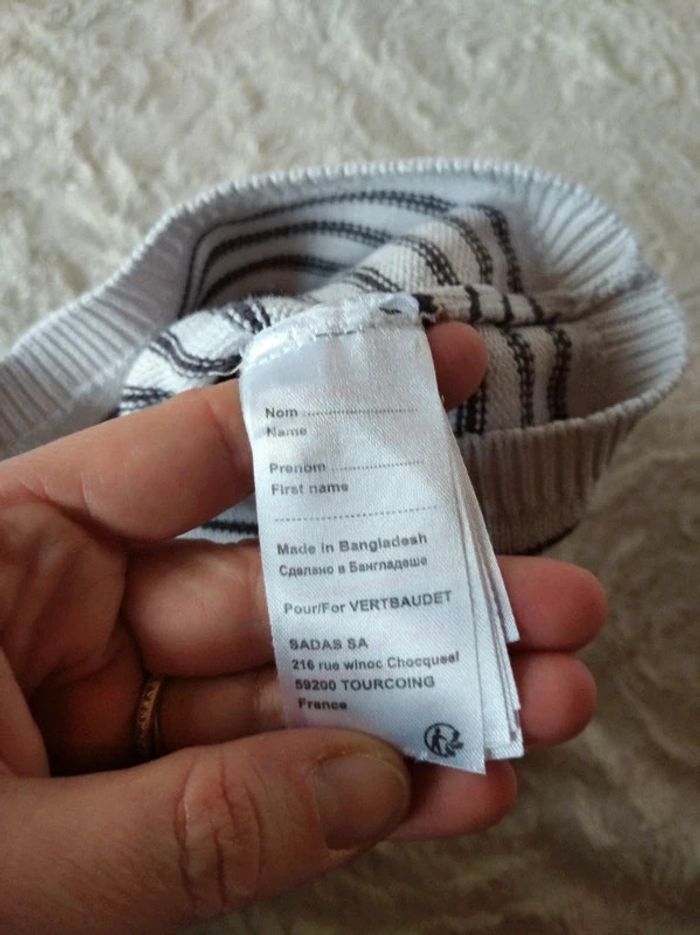 Nom ........................
Name
Prenom ....................
First name
..................................
Made in Bangladesh
Сделано в Бангладеше
Pour/For VERTBAUDET
SADAS SA
216 rue winoc Chocqueel
59200 TOURCOING
France